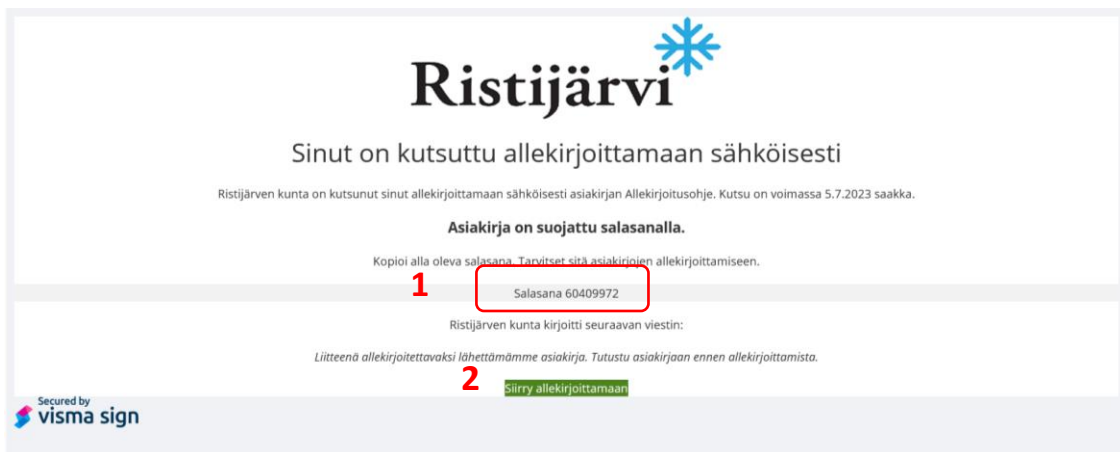 Ristijärvi
Sinut on kutsuttu allekirjoittamaan sähköisesti
Ristijärven kunta on kutsunut sinut allekirjoittamaan sähköisesti asiakirjan Allekirjoitusohje. Kutsu on voimassa 5.7.2023 saakka.
Asiakirja on suojattu salasanalla.
Kopioi alla oleva salasana. Tarvitset sitä asiakirjojen allekirjoittamiseen.
1
Salasana 60409972
Ristijärven kunta kirjoitti seuraavan viestin:
Liitteenä allekirjoitettavaksi lähettämämme asiakirja. Tutustu asiakirjaan ennen allekirjoittamista.
2
Siirry allekirjoittamaan
Secured by
visma sign